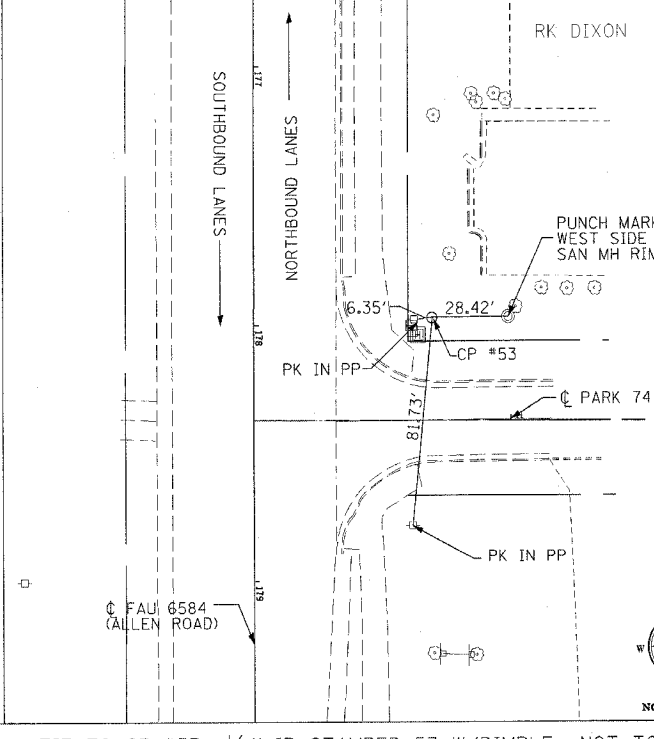 RK DIXON
177
SOUTHBOUND LANES
NORTHBOUND LANES
PUNCH MARK
WEST SIDE
SAN MH RIM
6.35'
28.42'
178
CP #53
PK IN PP
81.73'
℄ PARK 74
PK IN PP
179
℄ FAU 6584
(ALLEN ROAD)
W